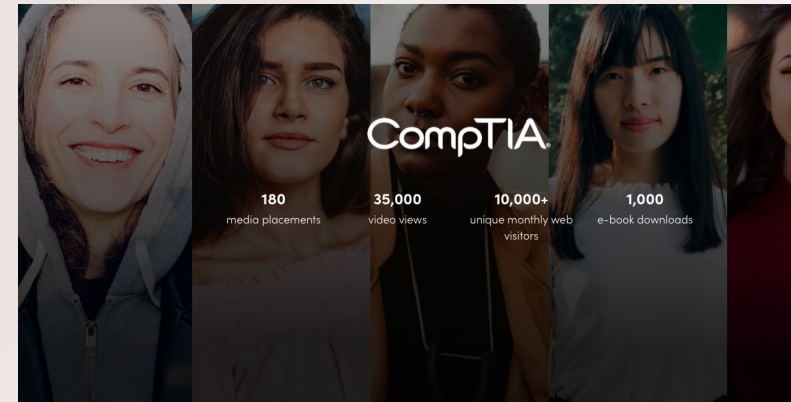 CompTIA®
180
media placements
35,000
video views
10,000+
unique monthly web
visitors
1,000
e-book downloads